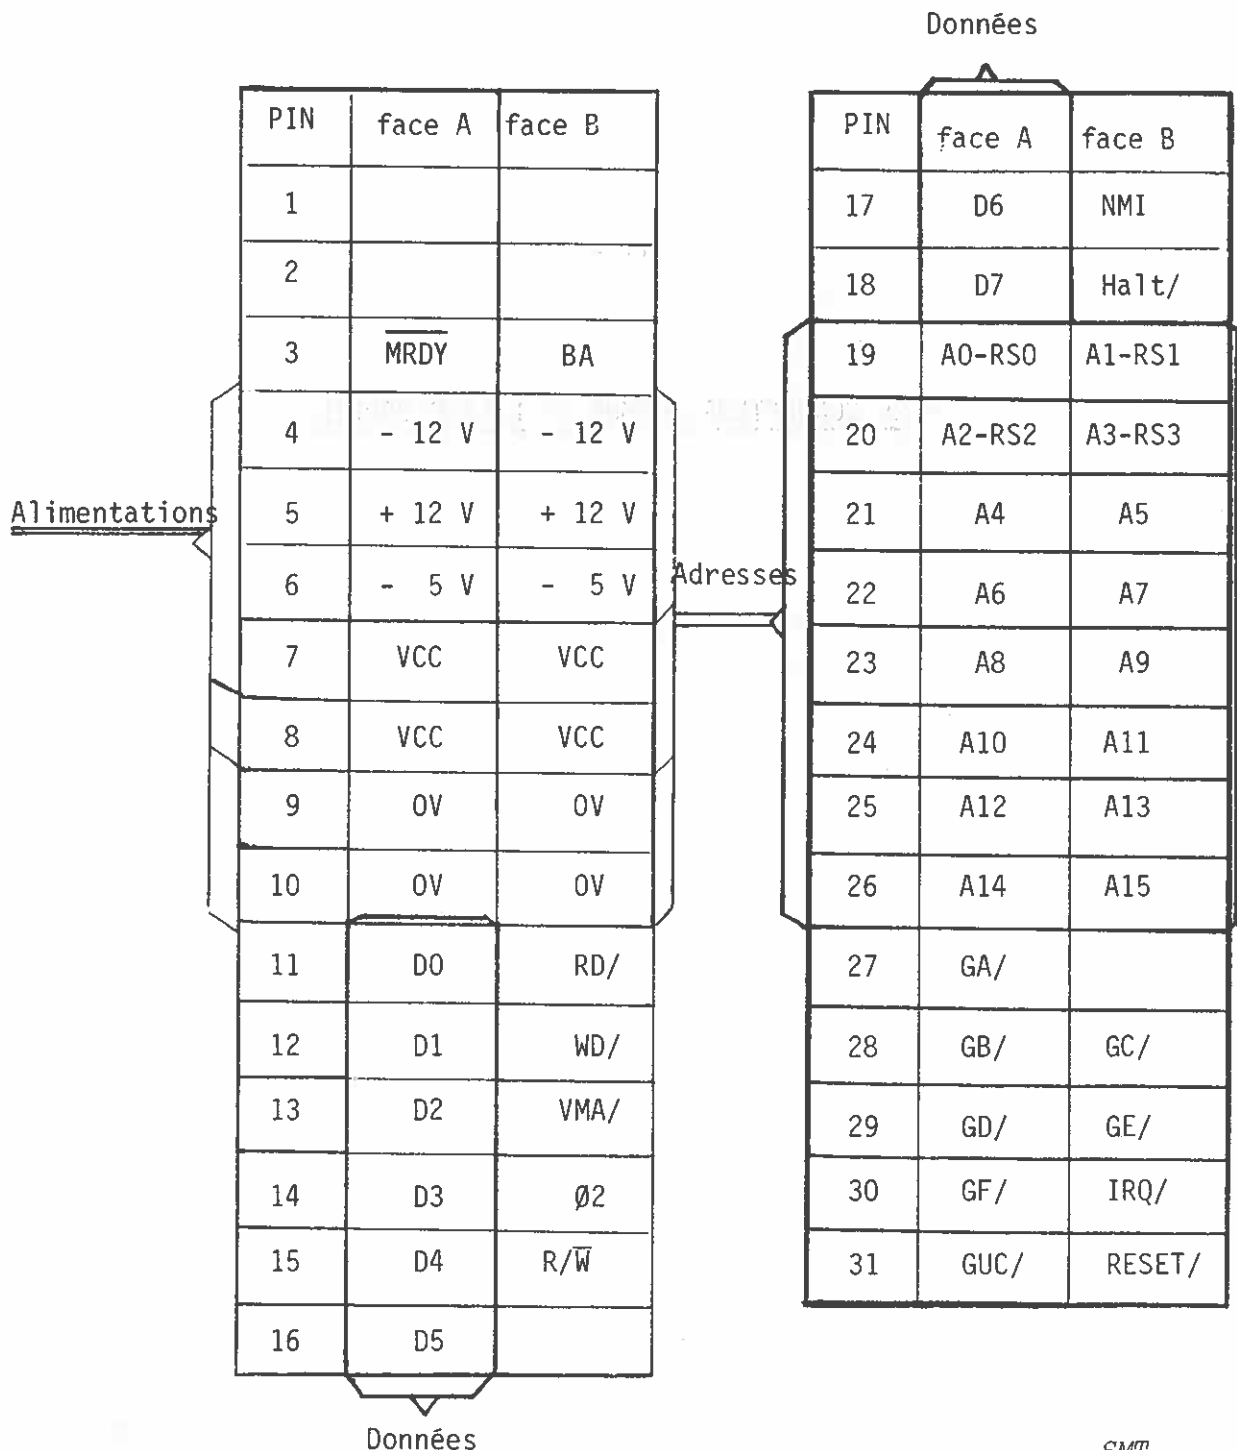 Données
PIN face A face B
1
2
3 M̅R̅D̅Y̅ BA
4 - 12 V - 12 V
5 + 12 V + 12 V
6 - 5 V - 5 V
7 VCC VCC
8 VCC VCC
9 0V 0V
10 0V 0V
11 D0 RD/
12 D1 WD/
13 D2 VMA/
14 D3 Ø2
15 D4 R/W̅
16 D5
Alimentations
Données
Adresses
PIN face A face B
17 D6 NMI
18 D7 Halt/
19 A0-RS0 A1-RS1
20 A2-RS2 A3-RS3
21 A4 A5
22 A6 A7
23 A8 A9
24 A10 A11
25 A12 A13
26 A14 A15
27 GA/
28 GB/ GC/
29 GD/ GE/
30 GF/ IRQ/
31 GUC/ RESET/
SMT